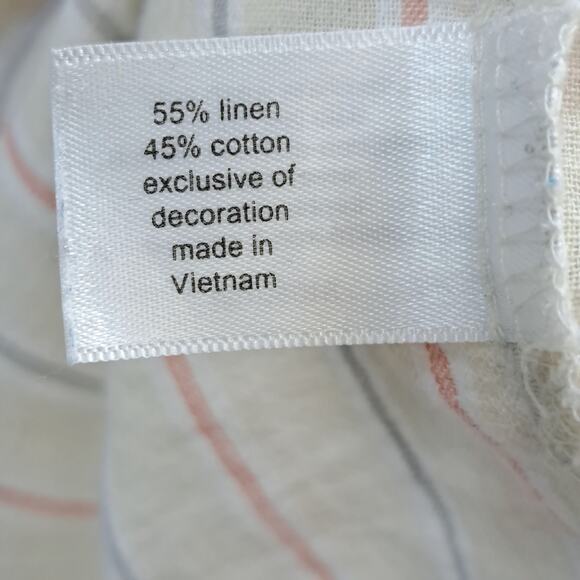 55% linen
45% cotton
exclusive of
decoration
made in
Vietnam